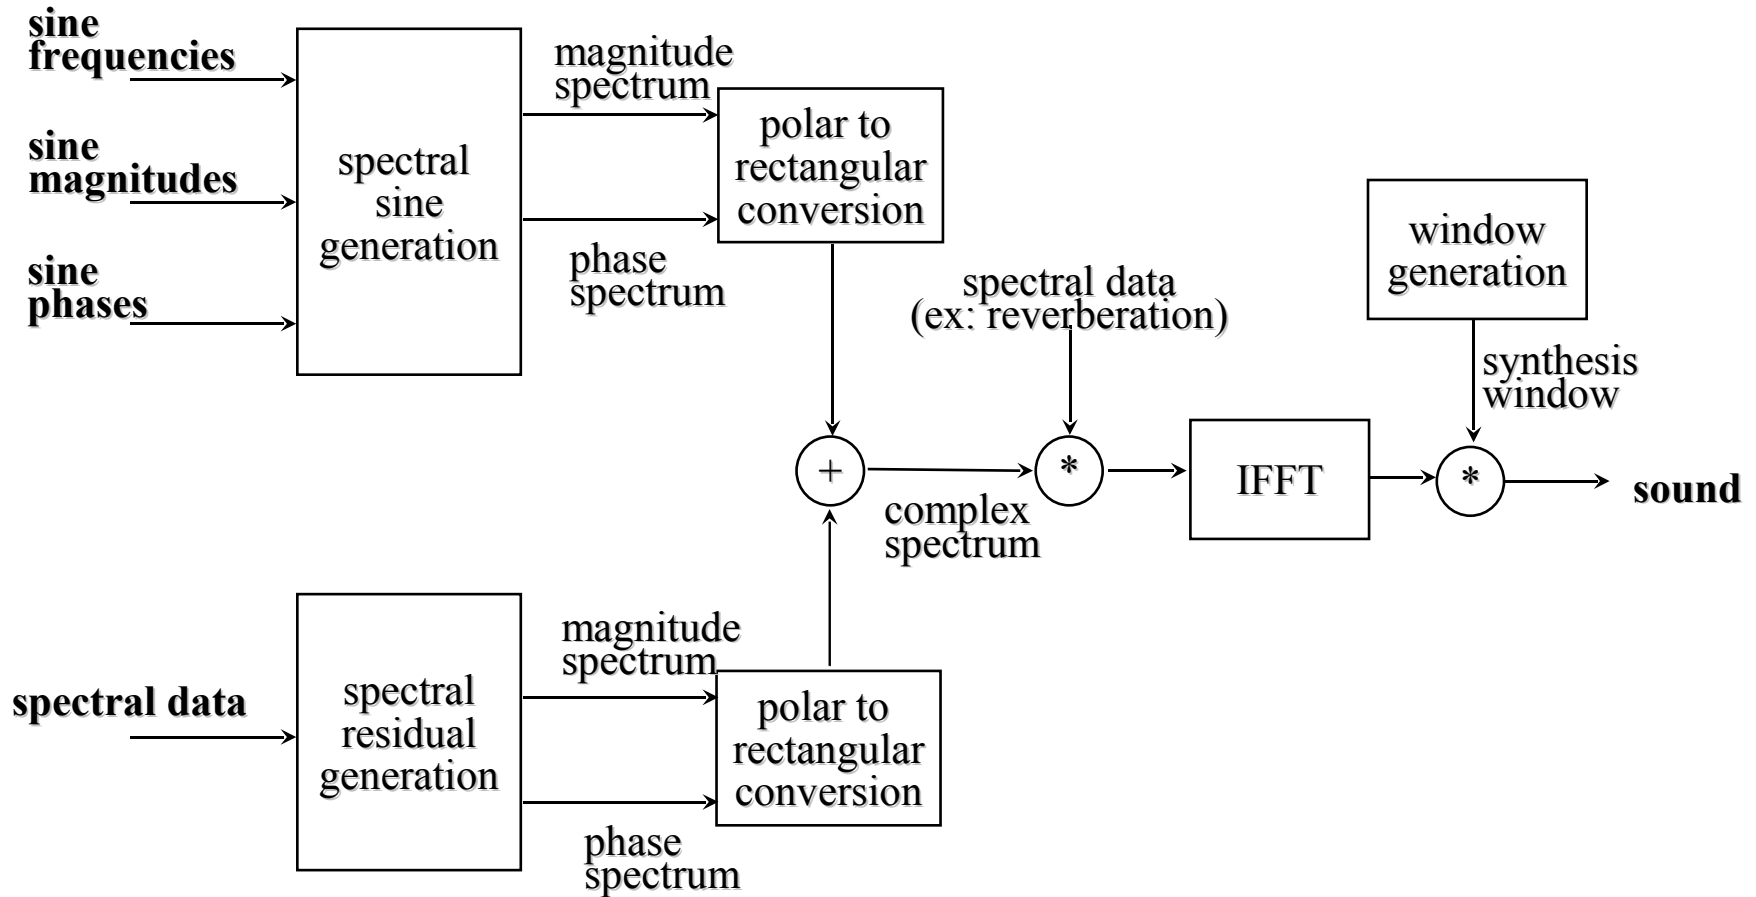 sine
frequencies
sine
magnitudes
sine
phases
spectral
sine
generation
magnitude
spectrum
phase
spectrum
polar to
rectangular
conversion
spectral data
(ex: reverberation)
window
generation
synthesis
window
+
complex
spectrum
*
IFFT
*
sound
spectral data
spectral
residual
generation
magnitude
spectrum
phase
spectrum
polar to
rectangular
conversion